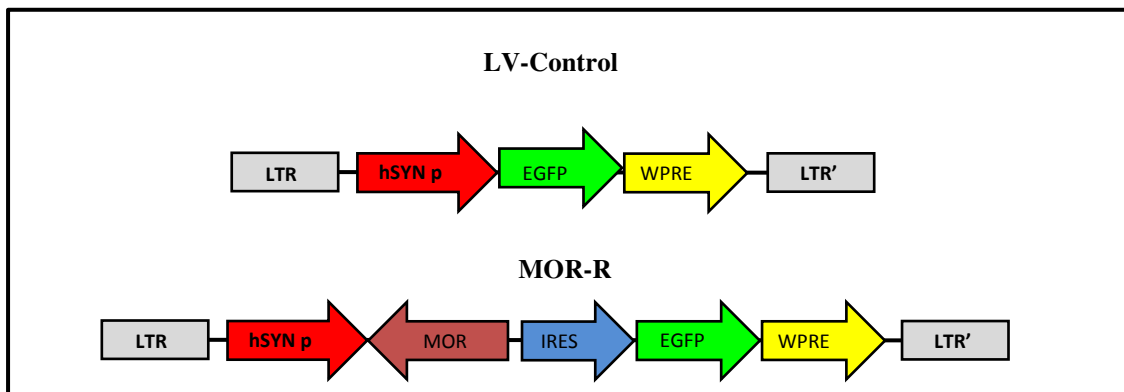 LV-Control
LTR hSYN p EGFP WPRE LTR’
MOR-R
LTR hSYN p MOR IRES EGFP WPRE LTR’